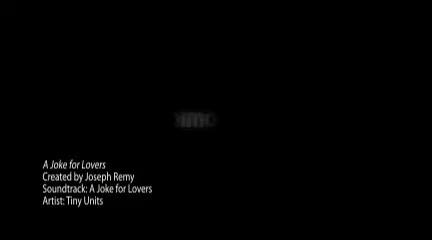 A Joke for Lovers
Created by Joseph Remy
Soundtrack: A Joke for Lovers
Artist: Tiny Units